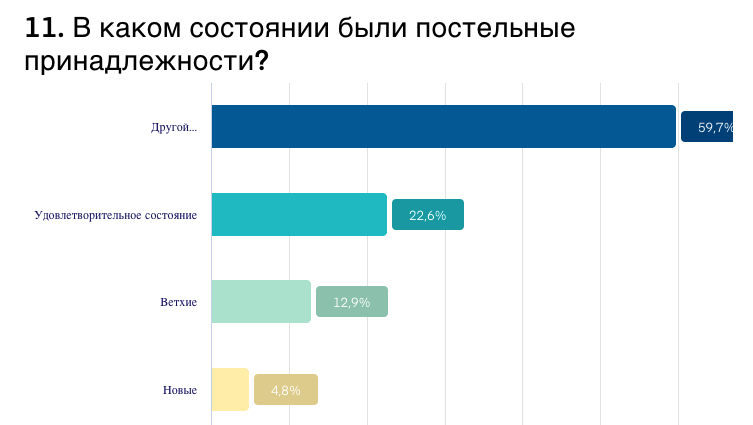 11. В каком состоянии были постельные
принадлежности?
Другой...
59,7%
Удовлетворительное состояние
22,6%
Ветхие
12,9%
Новые
4,8%